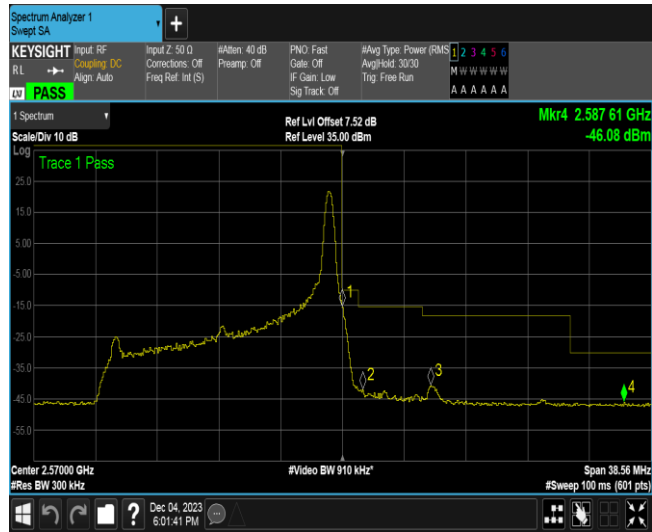 Spectrum Analyzer 1
Swept SA
+
KEYSIGHT
R L
LXI PASS
Input: RF
Coupling: DC
Align: Auto
Input Z: 50 Ω
Corrections: Off
Freq Ref: Int (S)
#Atten: 40 dB
Preamp: Off
PNO: Fast
Gate: Off
IF Gain: Low
Sig Track: Off
#Avg Type: Power (RMS
Avg|Hold: 30/30
Trig: Free Run
1 2 3 4 5 6
M W W W W W
A A A A A A
1 Spectrum
Scale/Div 10 dB
Ref Lvl Offset 7.52 dB
Ref Level 35.00 dBm
Mkr4 2.587 61 GHz
-46.08 dBm
Log
Trace 1 Pass
25.0
15.0
5.00
-5.00
-15.0
-25.0
-35.0
-45.0
-55.0
1
2
3
4
Center 2.57000 GHz
#Res BW 300 kHz
#Video BW 910 kHz*
Span 38.56 MHz
#Sweep 100 ms (601 pts)
?
Dec 04, 2023
6:01:41 PM